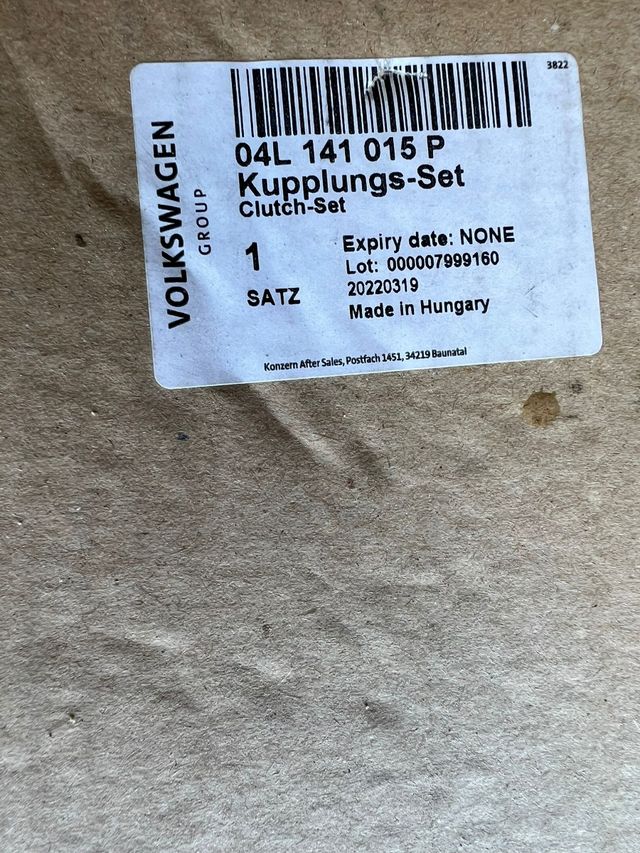 3822
VOLKSWAGEN
GROUP
04L 141 015 P
Kupplungs-Set
Clutch-Set
1
SATZ
Expiry date: NONE
Lot: 000007999160
20220319
Made in Hungary
Konzern After Sales, Postfach 1451, 34219 Baunatal